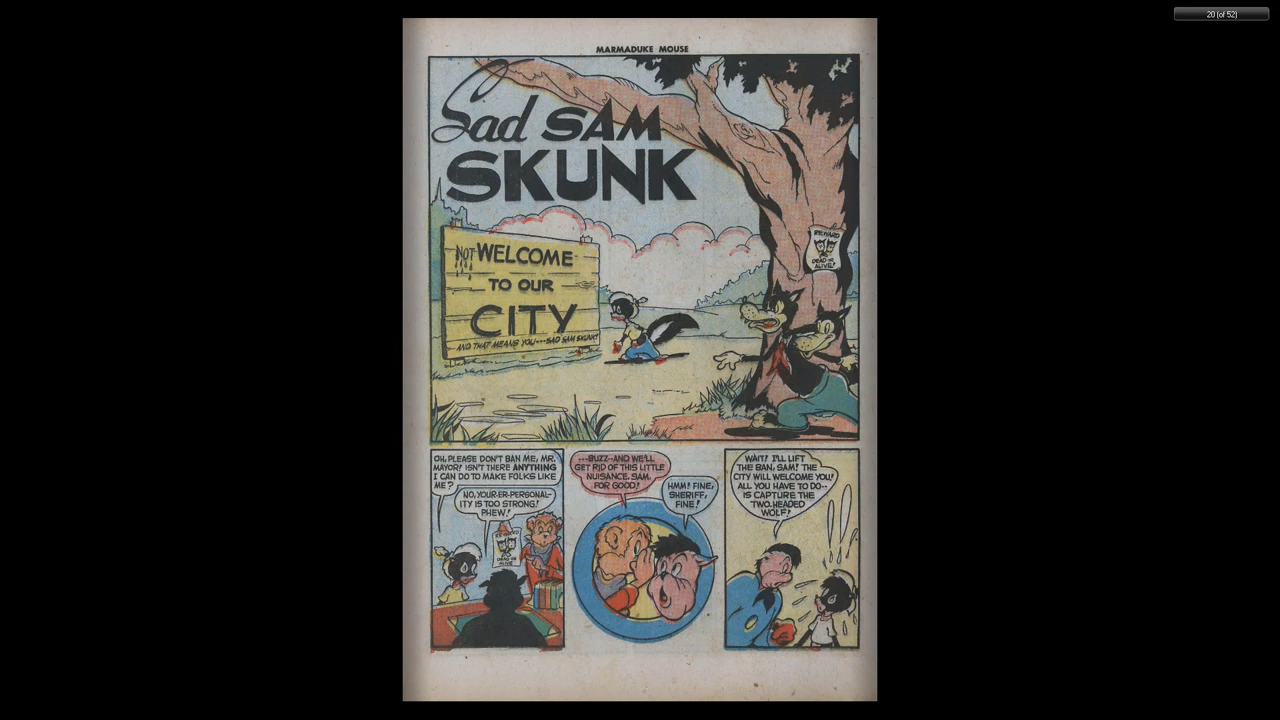 20 (of 52)
MARMADUKE MOUSE
Sad SAM
SKUNK
REWARD
DEAD OR
ALIVE!
NOT WELCOME
TO OUR
CITY
AND THAT MEANS YOU---SAD SAM SKUNK!
OH, PLEASE DON'T BAN ME, MR.
MAYOR! ISN'T THERE ANYTHING
I CAN DO TO MAKE FOLKS LIKE
ME?
NO, YOUR-ER-PERSONAL-
ITY IS TOO STRONG!
PHEW!
REWARD
DEAD OR
ALIVE
---BUZZ--AND WE'LL
GET RID OF THIS LITTLE
NUISANCE, SAM,
FOR GOOD!
HMM! FINE,
SHERIFF,
FINE!
WAIT! I'LL LIFT
THE BAN, SAM! THE
CITY WILL WELCOME YOU!
ALL YOU HAVE TO DO--
IS CAPTURE THE
TWO-HEADED
WOLF!